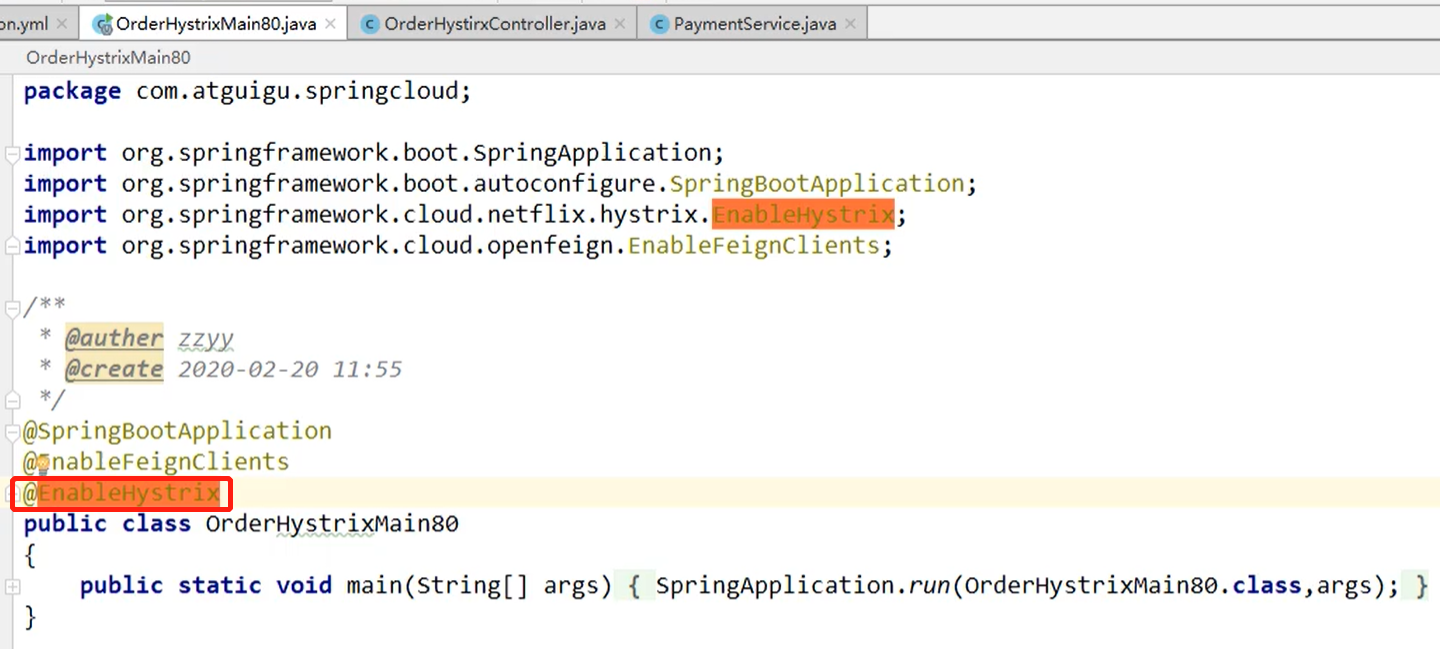 on.yml
OrderHystrixMain80.java
OrderHystirxController.java
PaymentService.java
OrderHystrixMain80
package com.atguigu.springcloud;
import org.springframework.boot.SpringApplication;
import org.springframework.boot.autoconfigure.SpringBootApplication;
import org.springframework.cloud.netflix.hystrix.EnableHystrix;
import org.springframework.cloud.openfeign.EnableFeignClients;
/**
* @auther zzyy
* @create 2020-02-20 11:55
*/
@SpringBootApplication
@EnableFeignClients
@EnableHystrix
public class OrderHystrixMain80
{
public static void main(String[] args) { SpringApplication.run(OrderHystrixMain80.class,args); }
}